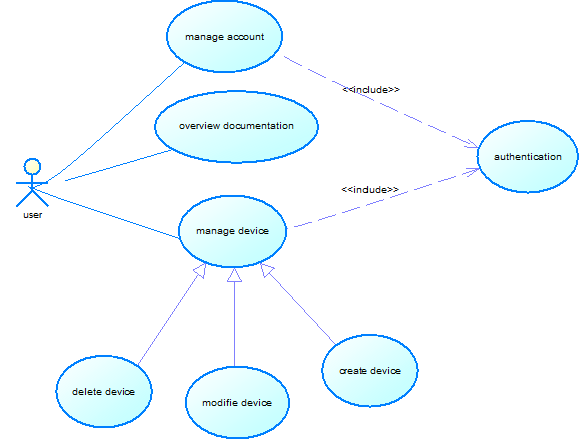 manage account
<<include>>
overview documentation
authentication
user
<<include>>
manage device
delete device
modifie device
create device